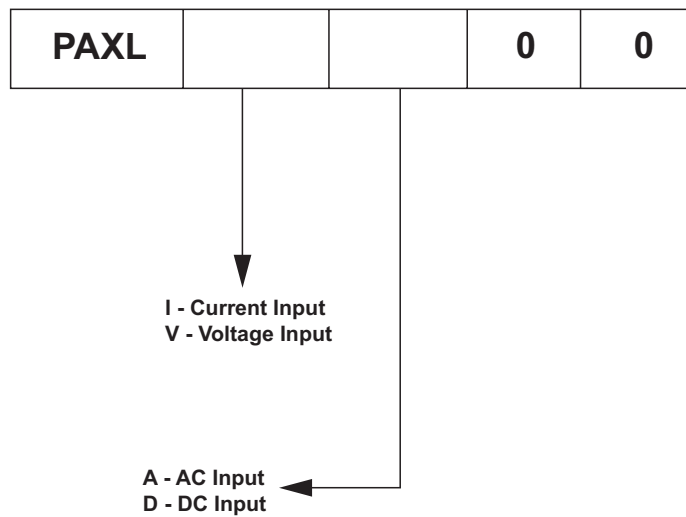 PAXL 0 0
I - Current Input
V - Voltage Input
A - AC Input
D - DC Input